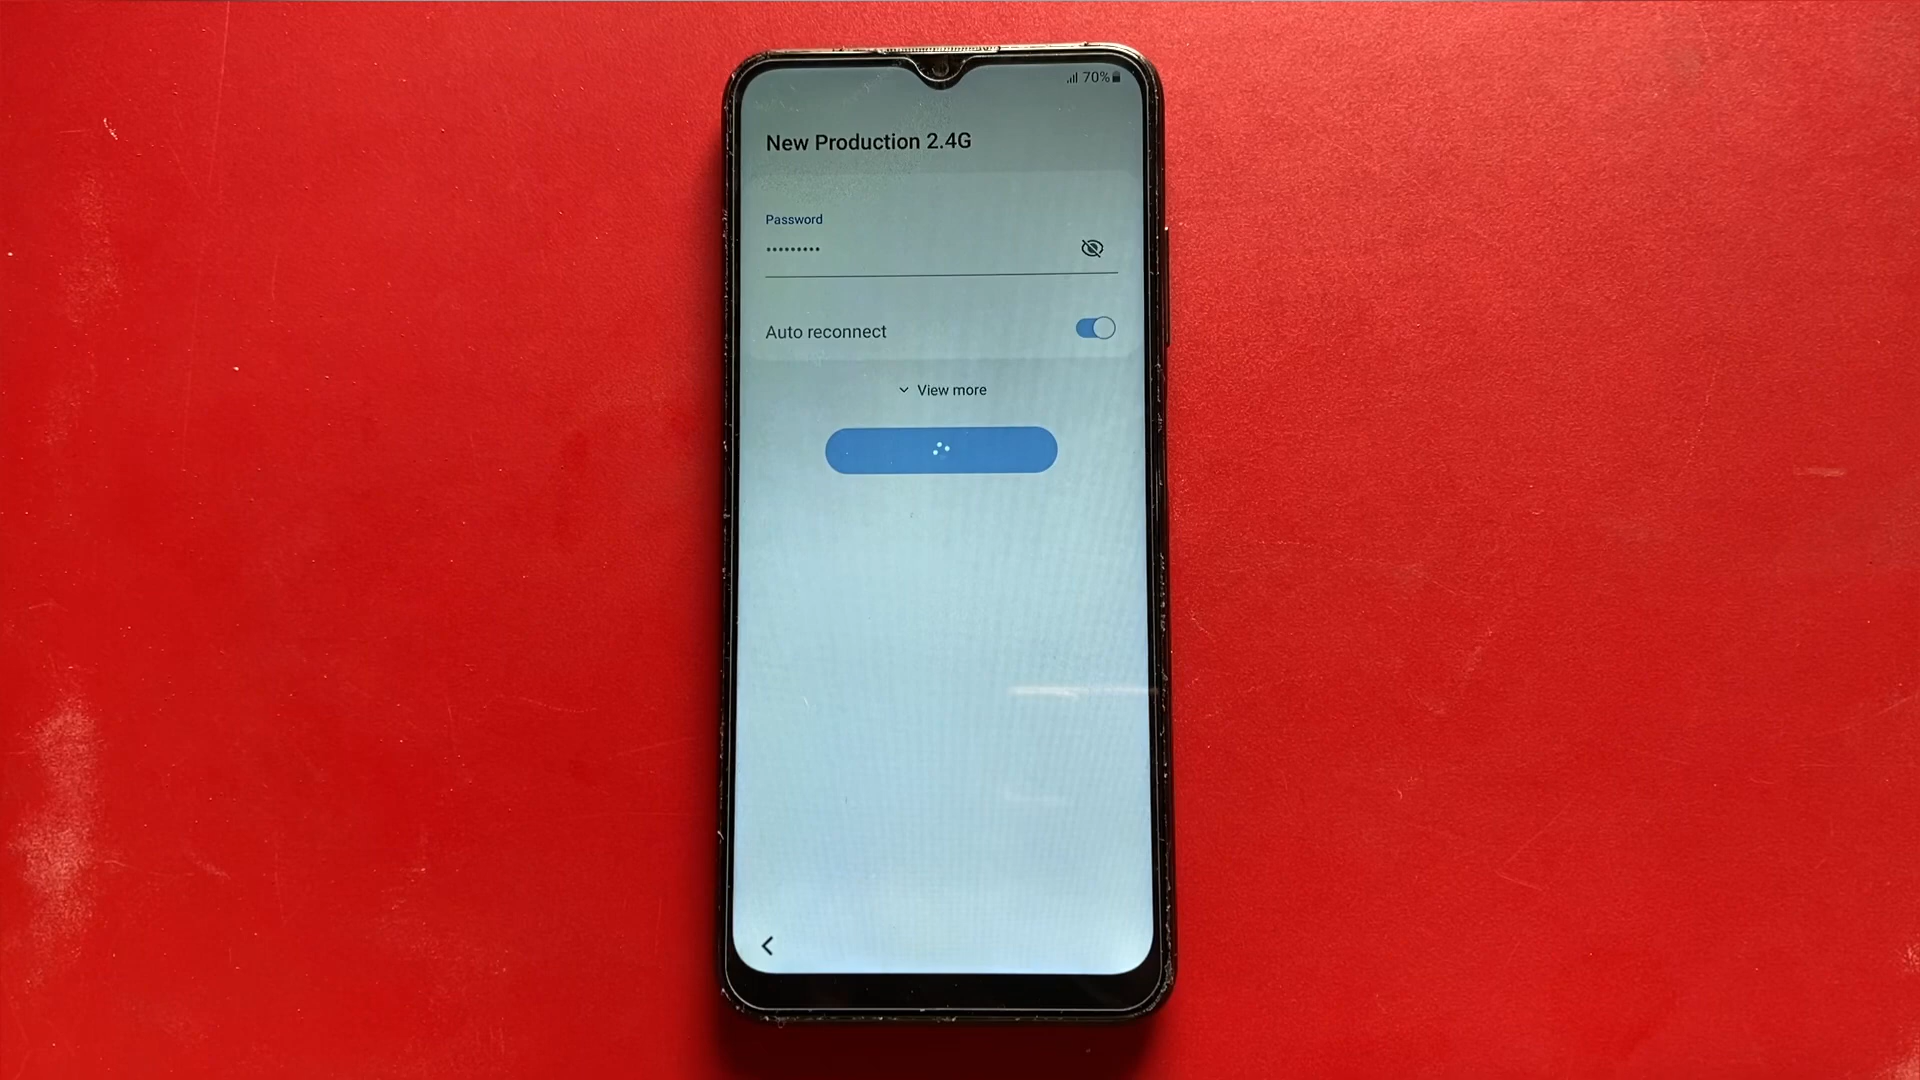 70%
New Production 2.4G
Password
•••••••••
Auto reconnect
View more